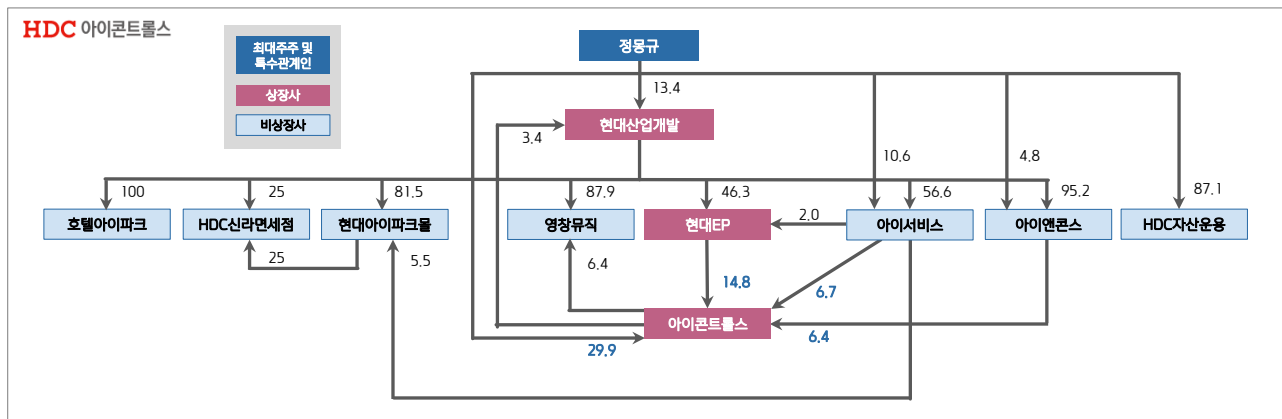 HDC 아이콘트롤스
최대주주 및
특수관계인
상장사
비상장사
정몽규
13.4
현대산업개발
3.4
10.6
4.8
100
25
81.5
87.9
46.3
56.6
95.2
87.1
호텔아이파크
HDC신라면세점
현대아이파크몰
영창뮤직
현대EP
2.0
아이서비스
아이앤콘스
HDC자산운용
25
5.5
6.4
14.8
6.7
아이콘트롤스
29.9
6.4